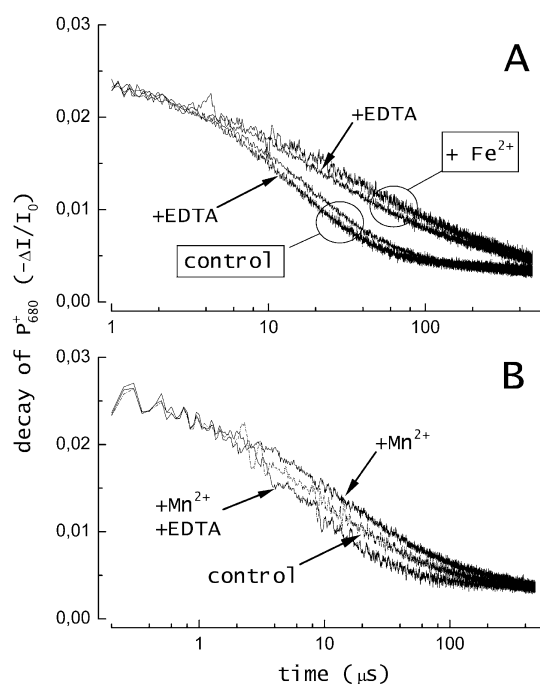 0,03
A
0,02
+EDTA
+ Fe²⁺
0,01
+EDTA
control
0,00
1
10
100
decay of P⁺₆₈₀ (-ΔI/I₀)
0,03
B
+Mn²⁺
0,02
+Mn²⁺
+EDTA
0,01
control
0,00
1
10
100
time (µs)